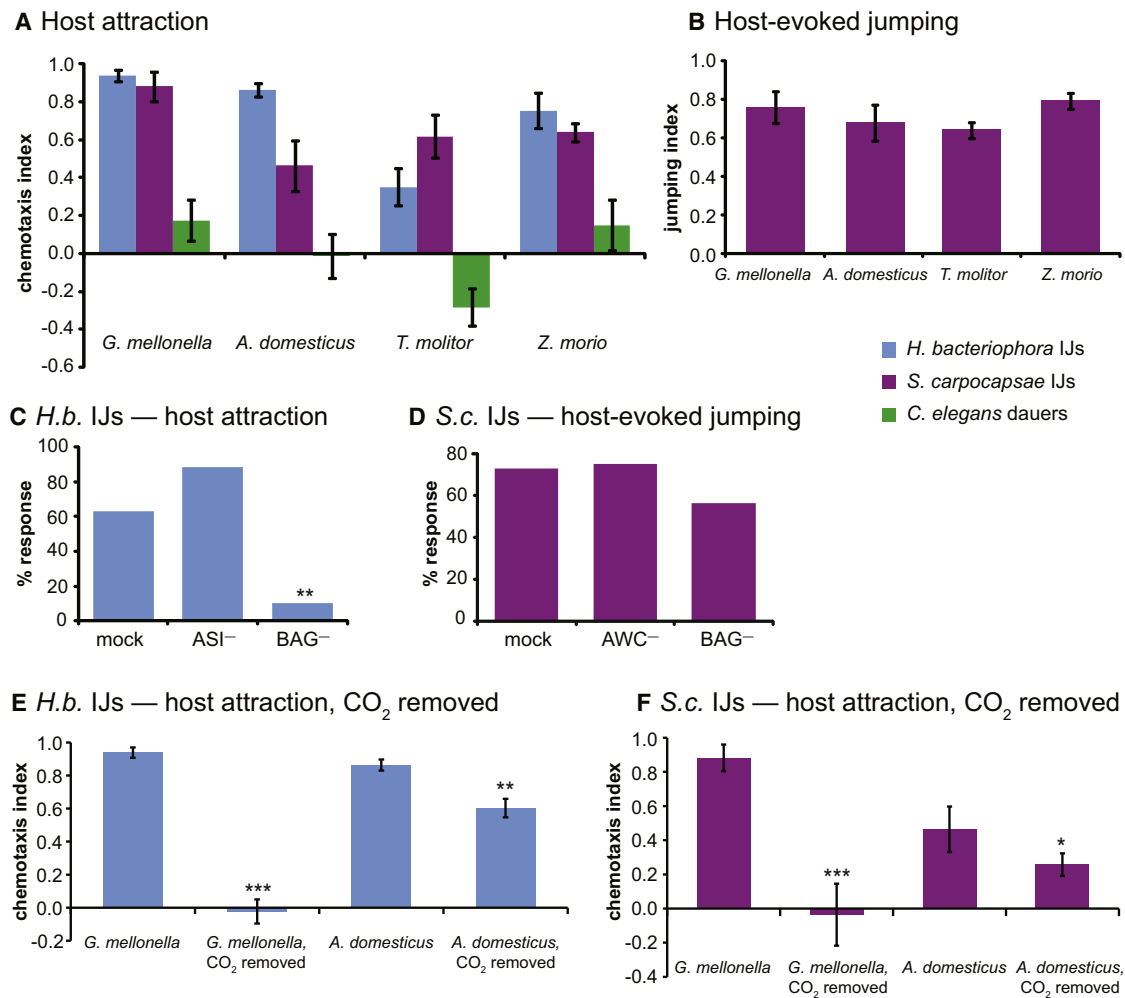 A Host attraction
1.0
0.8
0.6
0.4
0.2
0.0
-0.2
-0.4
-0.6
chemotaxis index
G. mellonella A. domesticus T. molitor Z. morio
B Host-evoked jumping
1.0
0.8
0.6
0.4
0.2
0.0
jumping index
G. mellonella A. domesticus T. molitor Z. morio
H. bacteriophora IJs
S. carpocapsae IJs
C. elegans dauers
C H.b. IJs — host attraction
100
80
60
40
20
0
% response
**
mock ASI— BAG—
D S.c. IJs — host-evoked jumping
80
60
40
20
0
% response
mock AWC— BAG—
E H.b. IJs — host attraction, CO2 removed
1.0
0.8
0.6
0.4
0.2
0.0
-0.2
chemotaxis index
***
**
G. mellonella G. mellonella, A. domesticus A. domesticus,
CO2 removed CO2 removed
F S.c. IJs — host attraction, CO2 removed
1.0
0.8
0.6
0.4
0.2
0.0
-0.2
-0.4
chemotaxis index
***
*
G. mellonella G. mellonella, A. domesticus A. domesticus,
CO2 removed CO2 removed